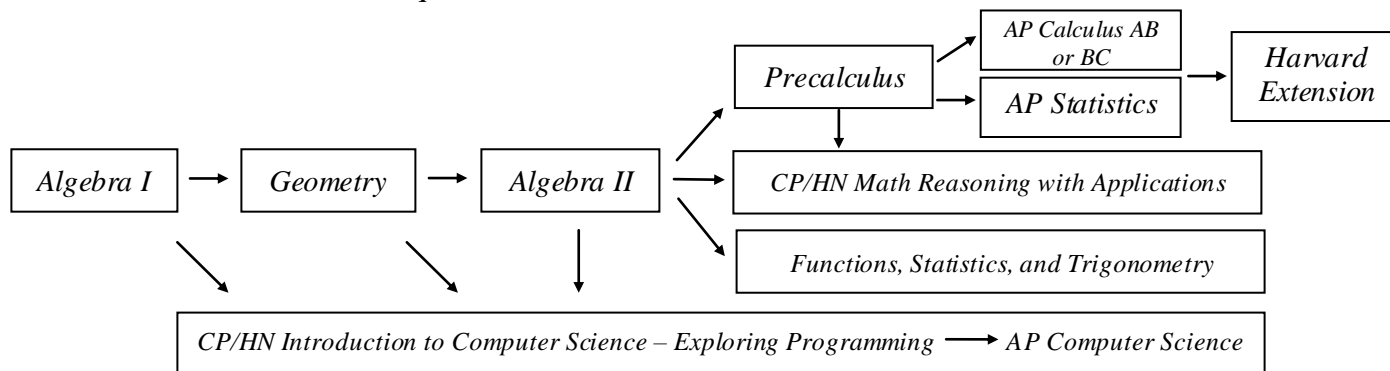 AP Calculus AB
or BC
Precalculus
Harvard
Extension
AP Statistics
Algebra I
Geometry
Algebra II
CP/HN Math Reasoning with Applications
Functions, Statistics, and Trigonometry
CP/HN Introduction to Computer Science – Exploring Programming
AP Computer Science